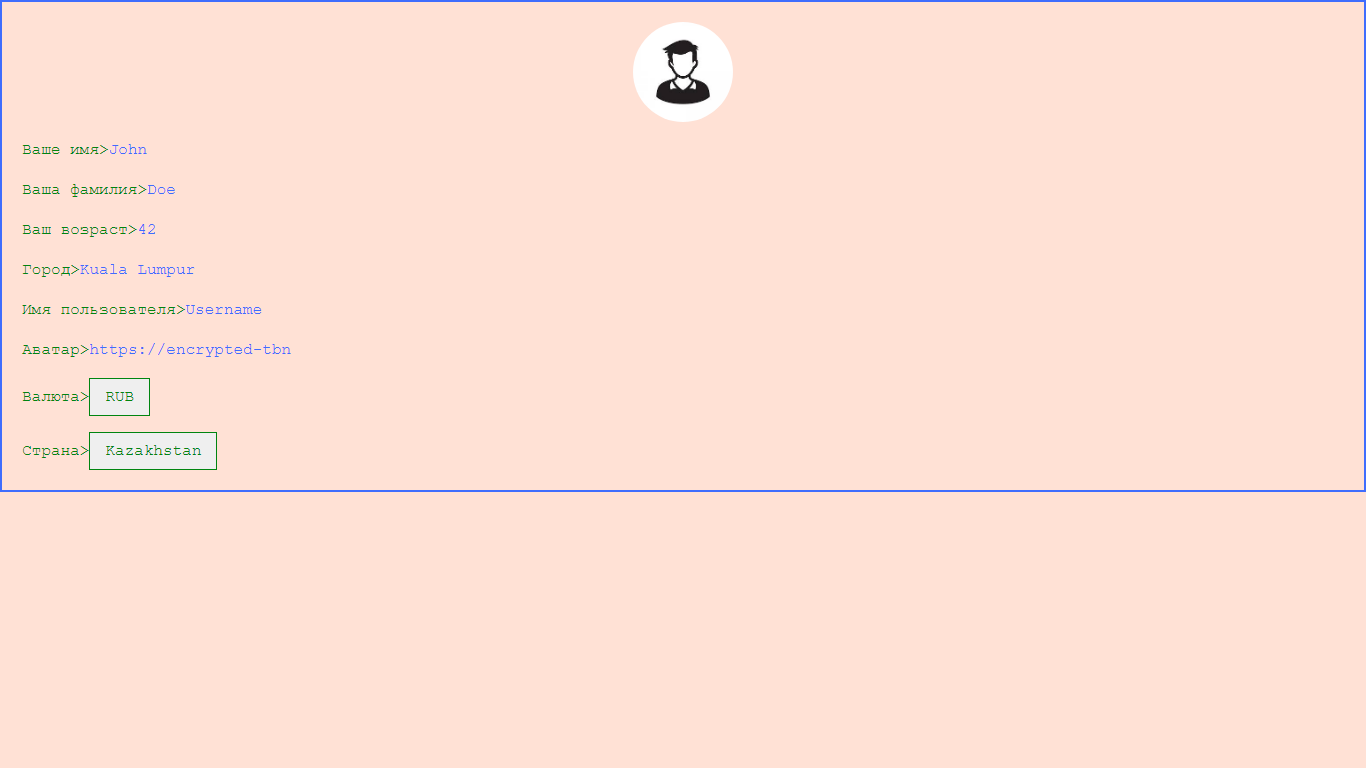 Ваше имя>John
Ваша фамилия>Doe
Ваш возраст>42
Город>Kuala Lumpur
Имя пользователя>Username
Аватар>https://encrypted-tbn
Валюта> RUB
Страна> Kazakhstan